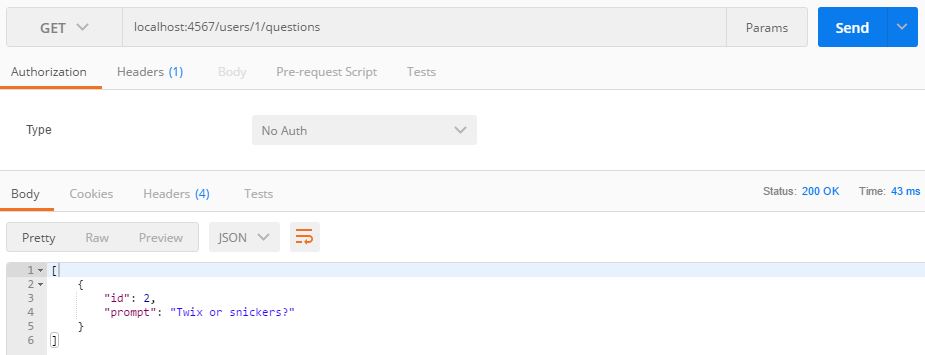 GET localhost:4567/users/1/questions Params Send
Authorization Headers (1) Body Pre-request Script Tests
Type No Auth
Body Cookies Headers (4) Tests Status: 200 OK Time: 43 ms
Pretty Raw Preview JSON
1 [
2 {
3 "id": 2,
4 "prompt": "Twix or snickers?"
5 }
6 ]